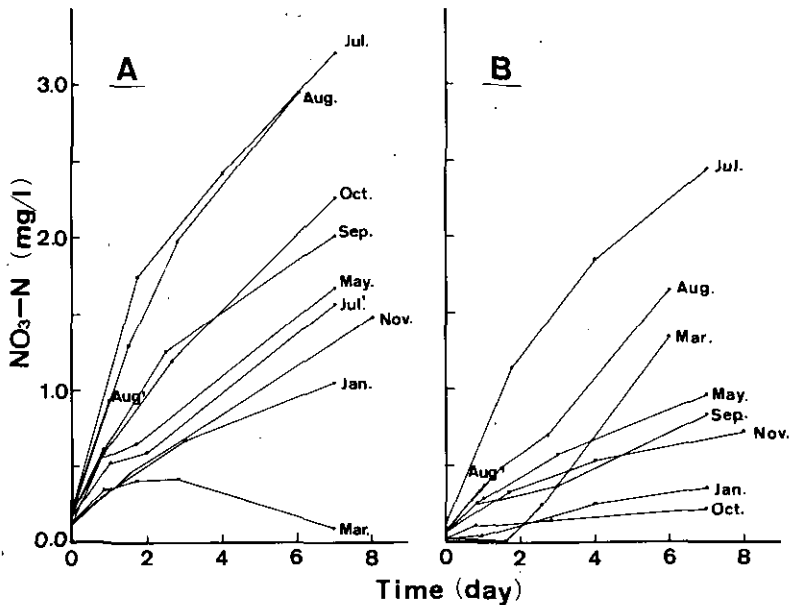 A
B
NO₃−N (mg/l)
3.0
2.0
1.0
0.0
Jul.
Aug.
Oct.
Sep.
May.
Jul'.
Nov.
Jan.
Mar.
Aug'
0 2 4 6 8
Jul.
Aug.
Mar.
May.
Sep.
Nov.
Jan.
Oct.
Aug'
0 2 4 6 8
Time (day)